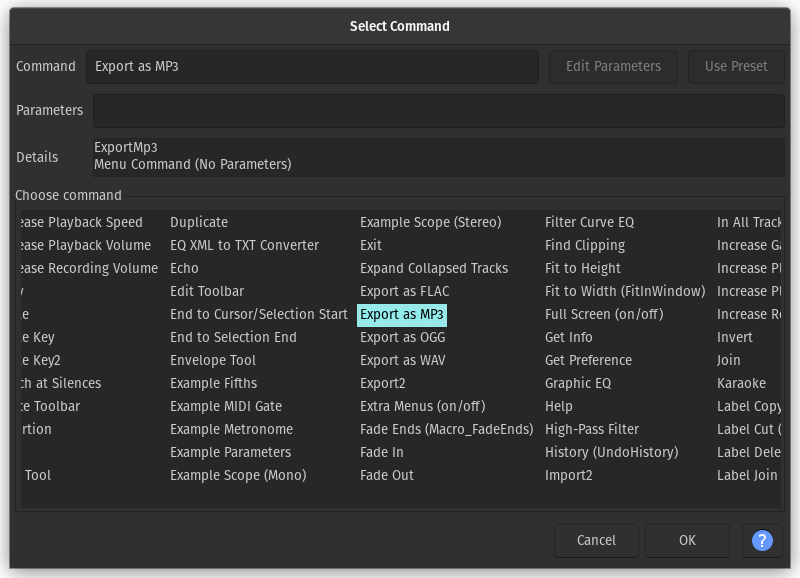 Select Command
Command Export as MP3 Edit Parameters Use Preset
Parameters
Details
ExportMp3
Menu Command (No Parameters)
Choose command
ease Playback Speed Duplicate Example Scope (Stereo) Filter Curve EQ In All Track
ease Playback Volume EQ XML to TXT Converter Exit Find Clipping Increase Ga
ease Recording Volume Echo Expand Collapsed Tracks Fit to Height Increase Pl
y Edit Toolbar Export as FLAC Fit to Width (FitInWindow) Increase Pl
te End to Cursor/Selection Start Export as MP3 Full Screen (on/off) Increase Re
e Key End to Selection End Export as OGG Get Info Invert
e Key2 Envelope Tool Export as WAV Get Preference Join
ch at Silences Example Fifths Export2 Graphic EQ Karaoke
ce Toolbar Example MIDI Gate Extra Menus (on/off) Help Label Copy
rtion Example Metronome Fade Ends (Macro_FadeEnds) High-Pass Filter Label Cut (
Example Parameters Fade In History (UndoHistory) Label Dele
Tool Example Scope (Mono) Fade Out Import2 Label Join
Cancel OK ?